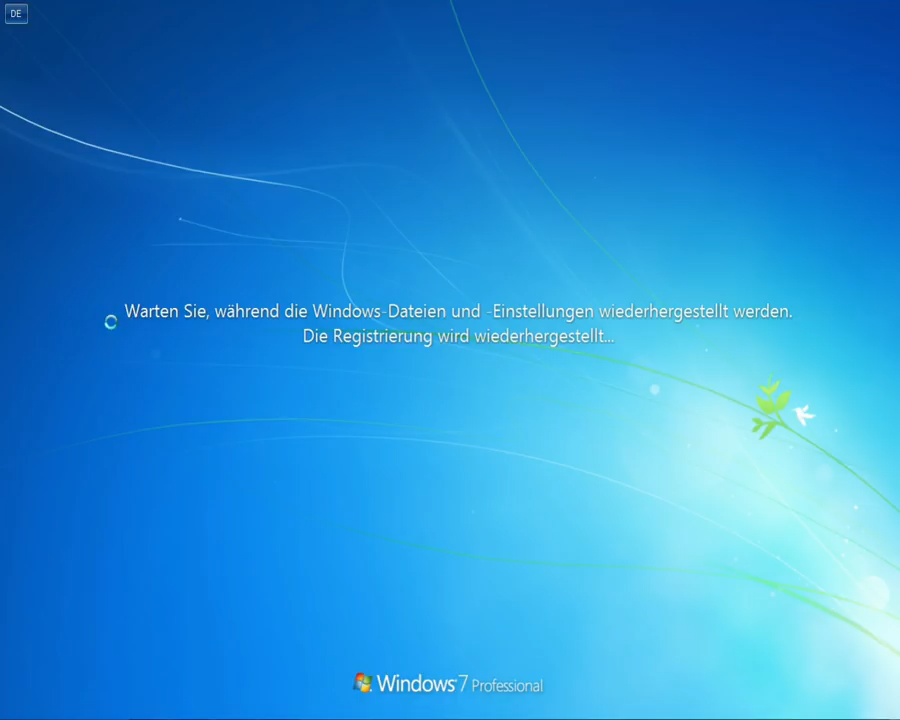 DE
Warten Sie, während die Windows-Dateien und -Einstellungen wiederhergestellt werden.
Die Registrierung wird wiederhergestellt...
Windows 7 Professional